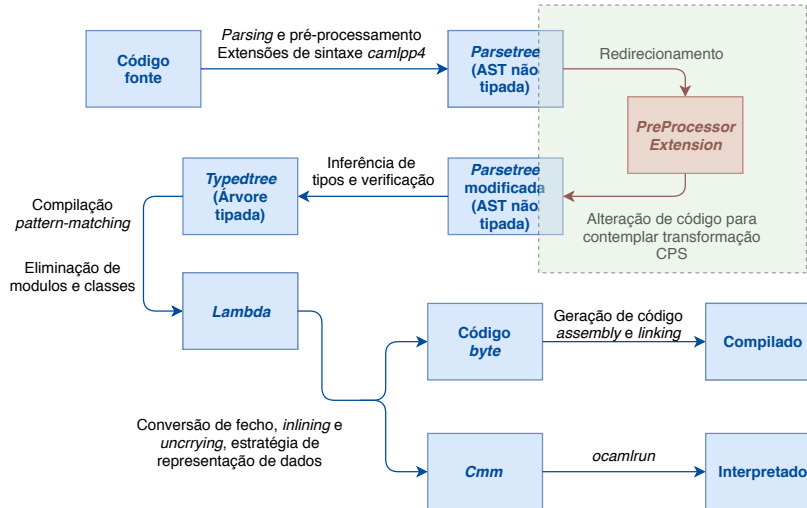 Parsing e pré-processamento
Extensões de sintaxe camlpp4
Código
fonte
Parsetree
(AST não
tipada)
Redirecionamento
PreProcessor
Extension
Inferência de
tipos e verificação
Typedtree
(Árvore
tipada)
Parsetree
modificada
(AST não
tipada)
Alteração de código para
contemplar transformação
CPS
Compilação
pattern-matching
Eliminação de
modulos e classes
Lambda
Código
byte
Geração de código
assembly e linking
Compilado
Conversão de fecho, inlining e
uncrrying, estratégia de
representação de dados
Cmm
ocamlrun
Interpretado